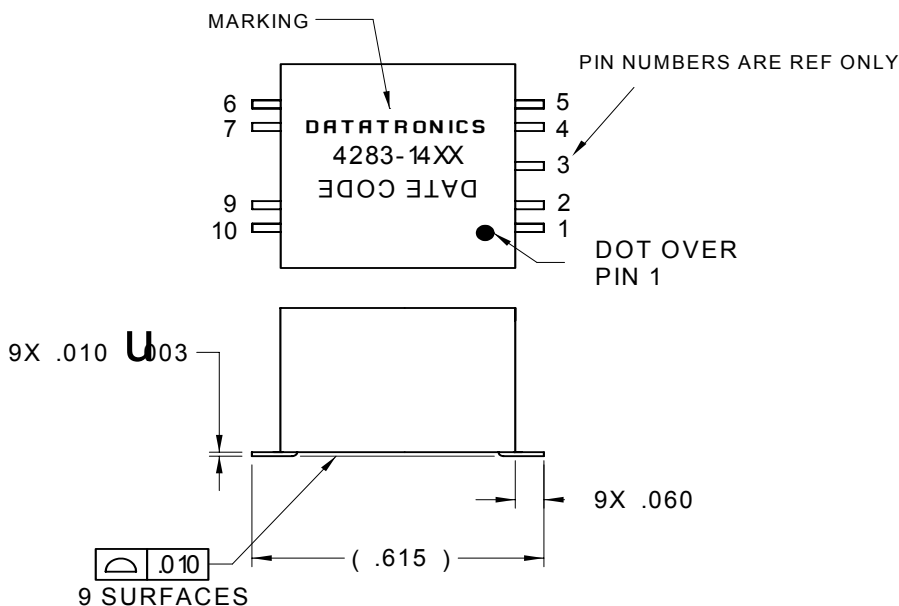 MARKING
PIN NUMBERS ARE REF ONLY
6
5
7
4
DATATRONICS
4283-14XX
3
DATE CODE
9
2
10
1
DOT OVER
PIN 1
9X .010 U.003
9X .060
.010
( .615 )
9 SURFACES